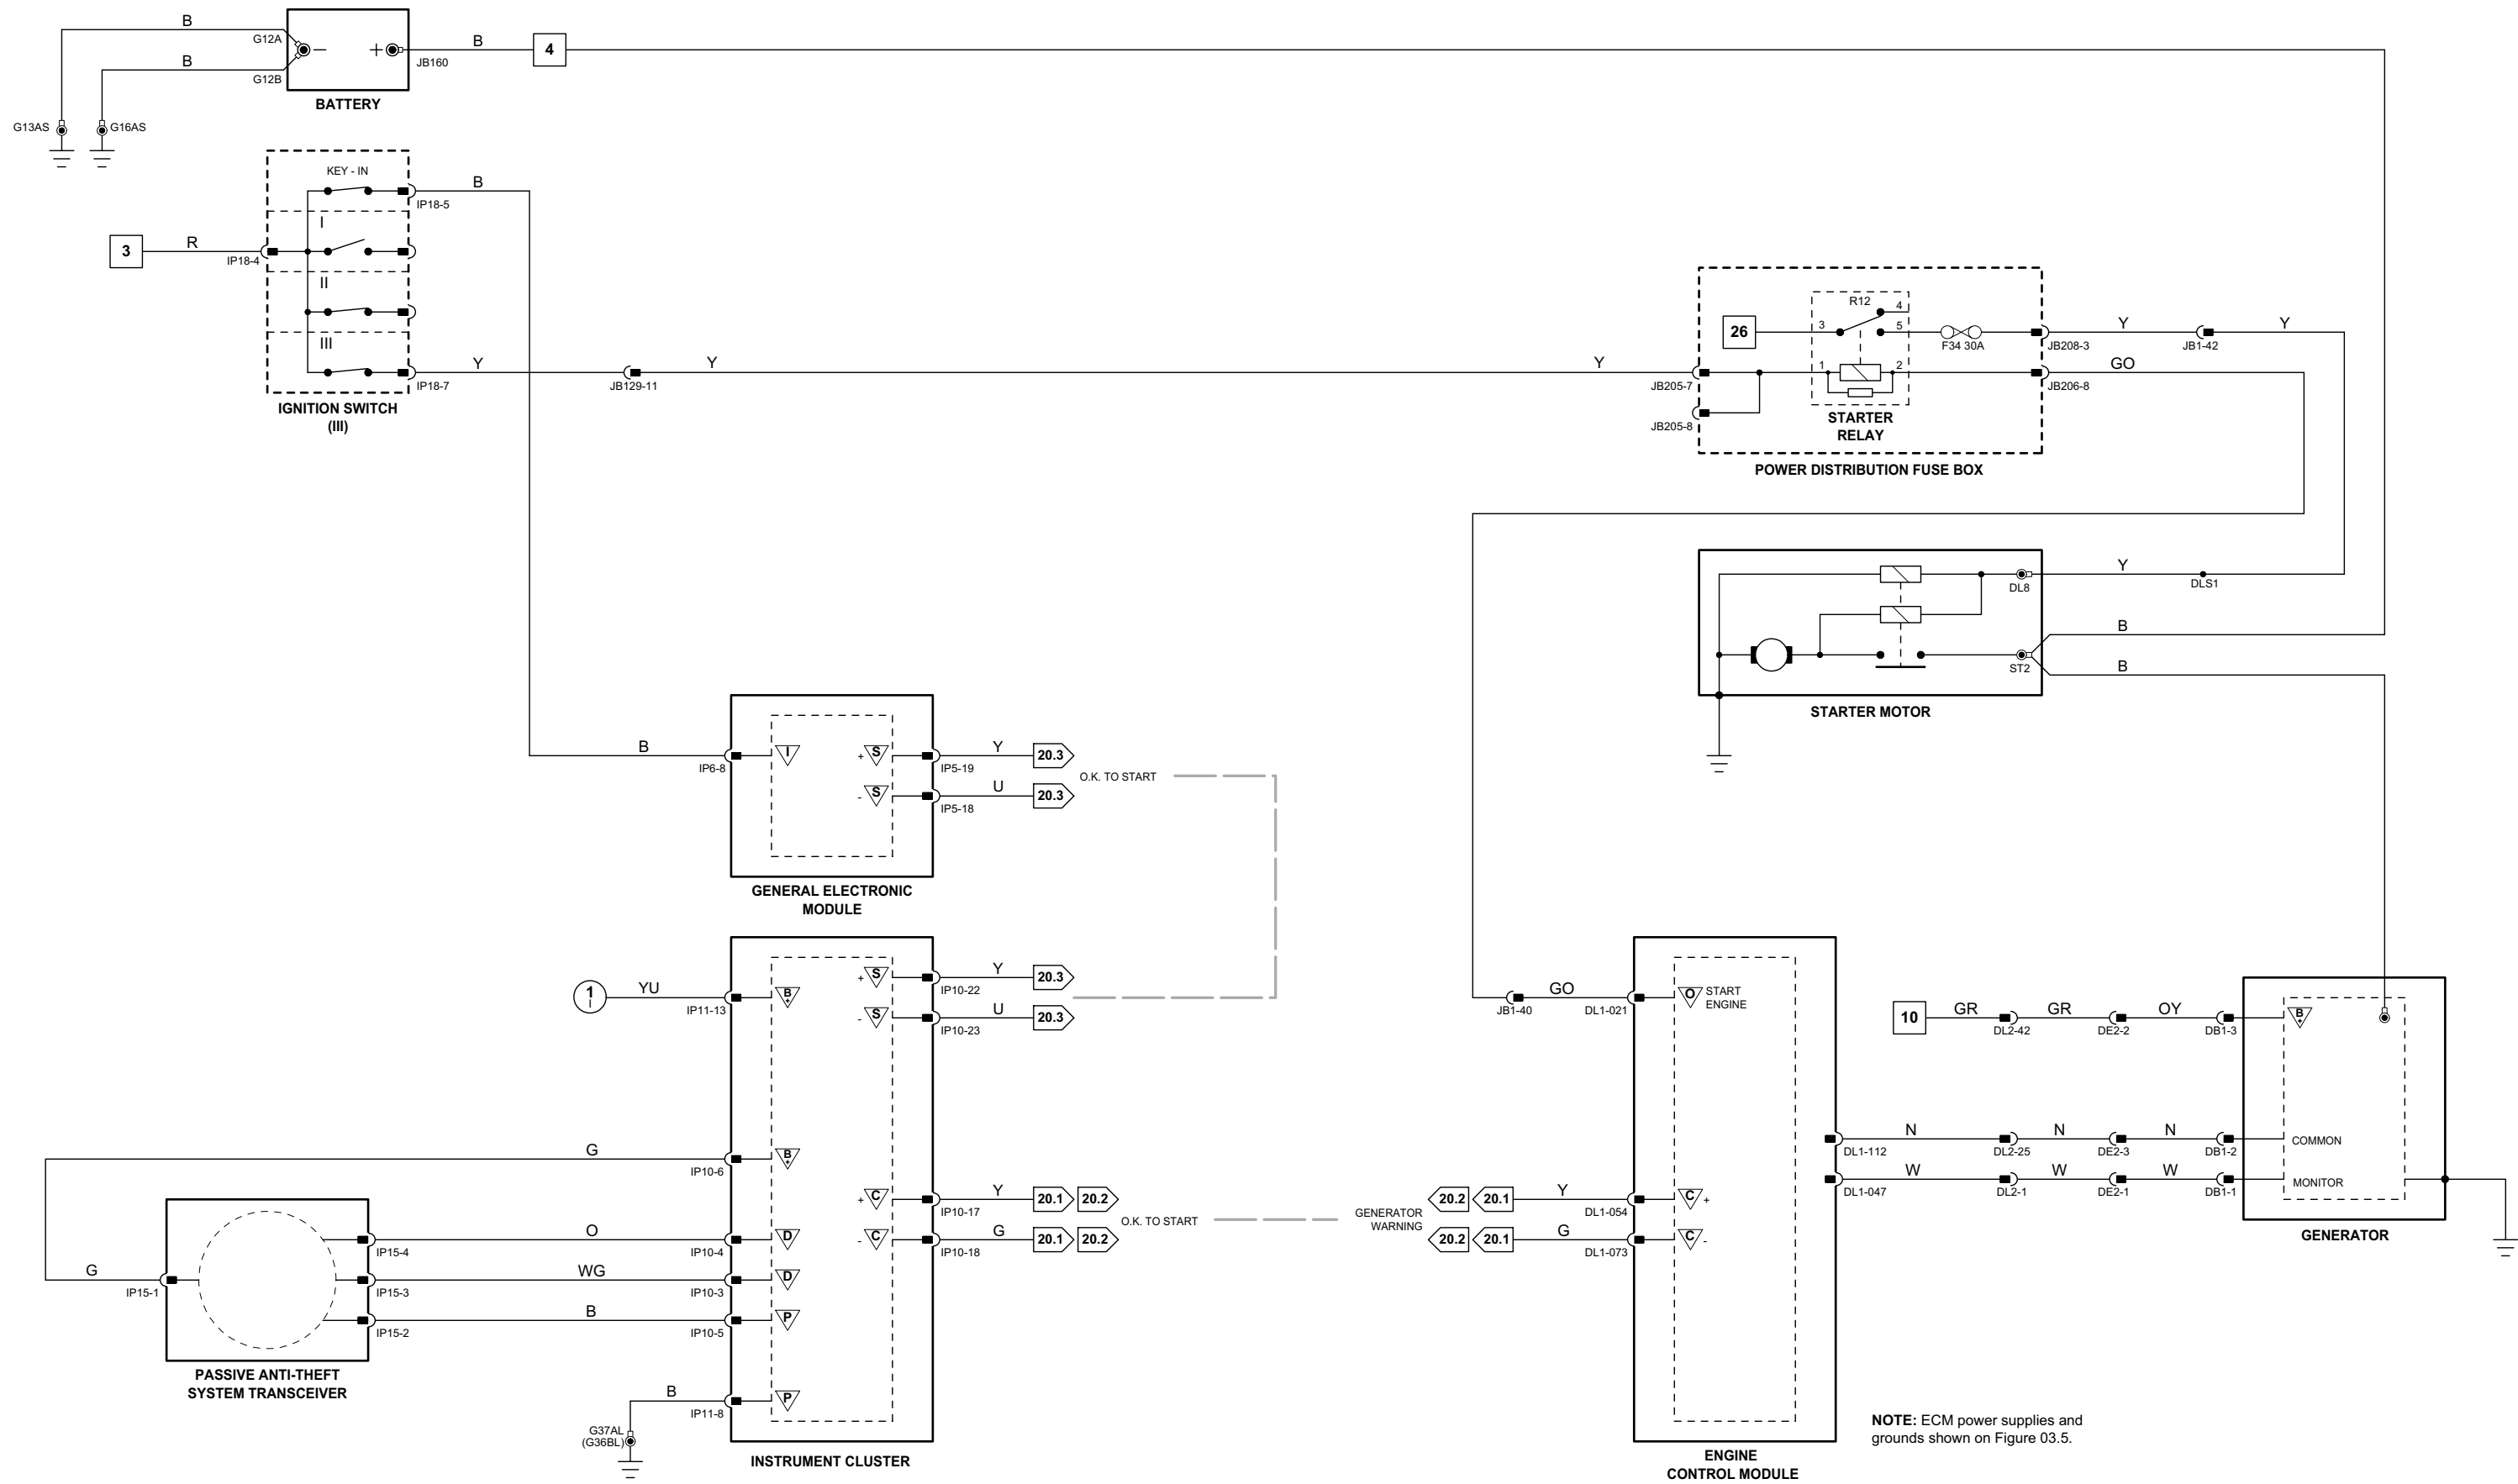 B
G12A
B
G12B
− +
B
JB160
4
BATTERY
G13AS
G16AS
KEY - IN
B
IP18-5
I
3
R
IP18-4
II
III
Y
IP18-7
JB129-11
Y
Y
IGNITION SWITCH
(III)
26
R12
3
4
5
F34 30A
JB208-3
Y
JB1-42
Y
JB205-7
1
2
JB206-8
GO
JB205-8
STARTER
RELAY
POWER DISTRIBUTION FUSE BOX
Y
DL8
DLS1
B
ST2
B
STARTER MOTOR
B
IP6-8
I
+ S
IP5-19
Y
20.3
- S
IP5-18
U
20.3
O.K. TO START
GENERAL ELECTRONIC
MODULE
1
I
YU
IP11-13
B
+
+ S
IP10-22
Y
20.3
- S
IP10-23
U
20.3
G
IP10-6
B
+
+ C
IP10-17
Y
20.1
20.2
- C
IP10-18
G
20.1
20.2
O.K. TO START
G
IP15-1
IP15-4
O
IP10-4
D
IP15-3
WG
IP10-3
D
IP15-2
B
IP10-5
P
PASSIVE ANTI-THEFT
SYSTEM TRANSCEIVER
B
IP11-8
P
G37AL
(G36BL)
INSTRUMENT CLUSTER
JB1-40
GO
DL1-021
O
START
ENGINE
GENERATOR
WARNING
20.2
20.1
Y
DL1-054
C +
20.2
20.1
G
DL1-073
C -
DL1-112
N
DL2-25
N
DE2-3
N
DB1-2
COMMON
DL1-047
W
DL2-1
W
DE2-1
W
DB1-1
MONITOR
10
GR
DL2-42
GR
DE2-2
OY
DB1-3
B
+
GENERATOR
NOTE: ECM power supplies and
grounds shown on Figure 03.5.
ENGINE
CONTROL MODULE